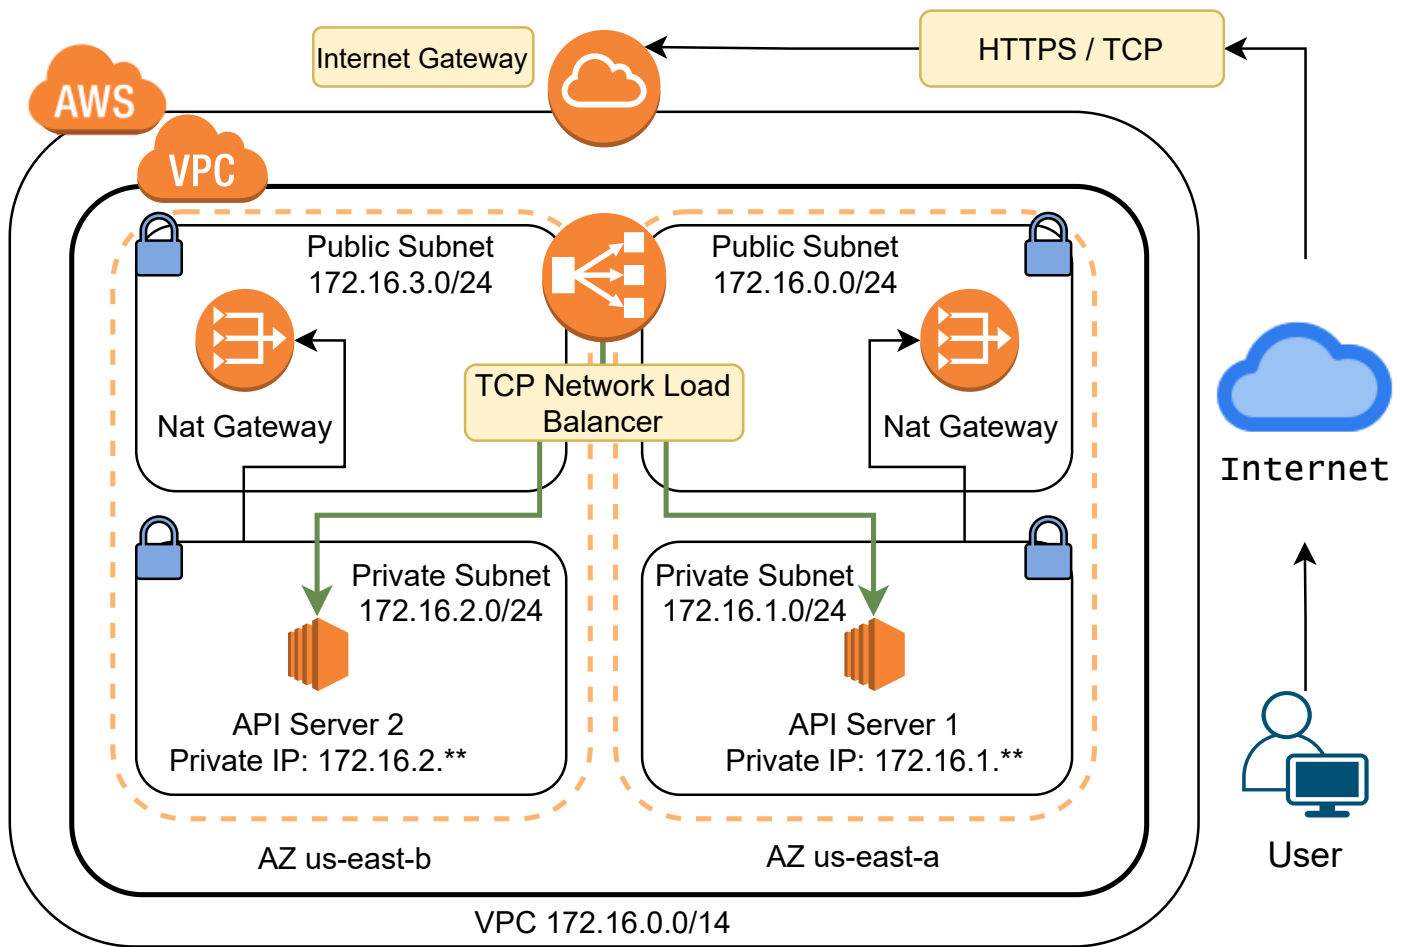 Internet Gateway
HTTPS / TCP
AWS
VPC
Public Subnet
172.16.3.0/24
Public Subnet
172.16.0.0/24
TCP Network Load
Balancer
Nat Gateway
Nat Gateway
Internet
Private Subnet
172.16.2.0/24
Private Subnet
172.16.1.0/24
API Server 2
Private IP: 172.16.2.**
API Server 1
Private IP: 172.16.1.**
AZ us-east-b
AZ us-east-a
User
VPC 172.16.0.0/14